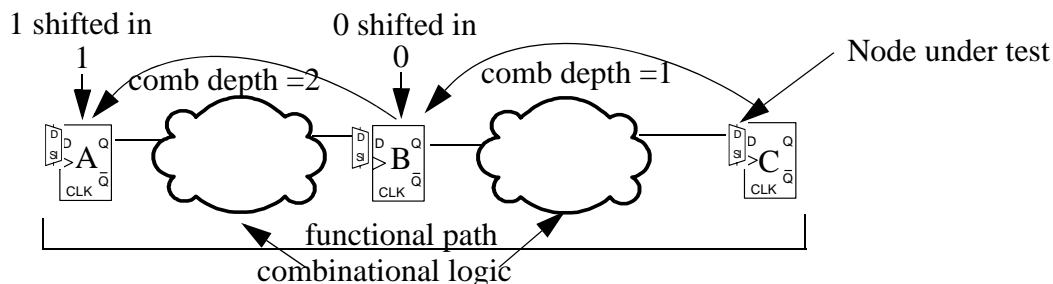 1 shifted in
1
0 shifted in
0
Node under test
comb depth =2
comb depth =1
D
SI
D Q
A
Q
CLK
D
SI
D Q
B
Q
CLK
D
SI
D Q
C
Q
CLK
functional path
combinational logic